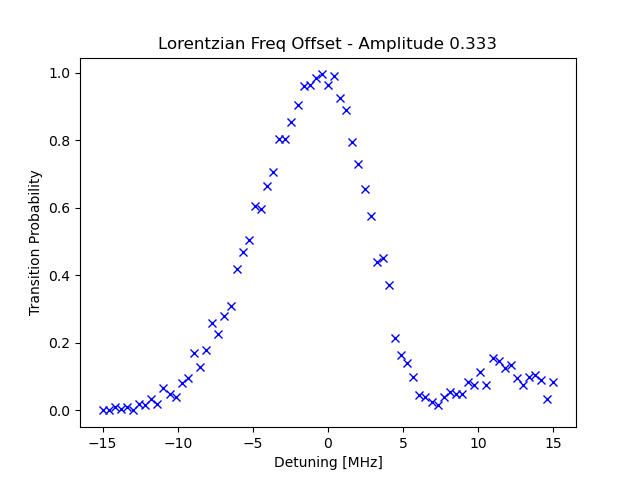 Lorentzian Freq Offset - Amplitude 0.333
1.0
0.8
0.6
0.4
0.2
0.0
Transition Probability
−15 −10 −5 0 5 10 15
Detuning [MHz]